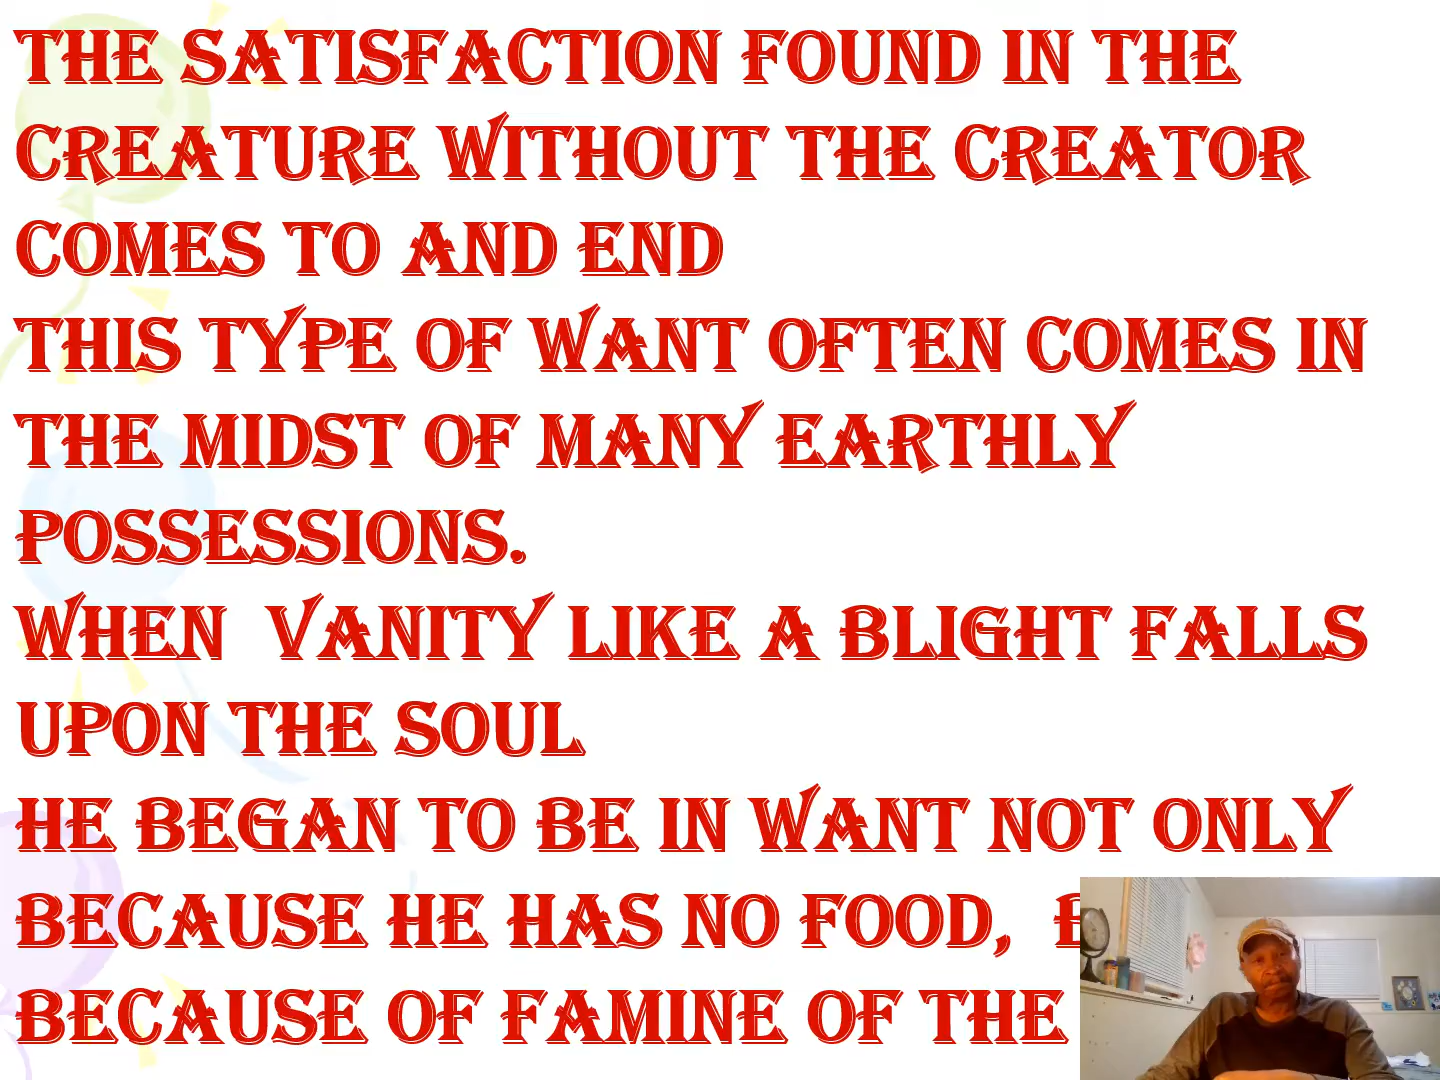 THE SATISFACTION FOUND IN THE
CREATURE WITHOUT THE CREATOR
COMES TO AND END
THIS TYPE OF WANT OFTEN COMES IN
THE MIDST OF MANY EARTHLY
POSSESSIONS.
WHEN VANITY LIKE A BLIGHT FALLS
UPON THE SOUL
HE BEGAN TO BE IN WANT NOT ONLY
BECAUSE HE HAS NO FOOD,
BECAUSE OF FAMINE OF THE